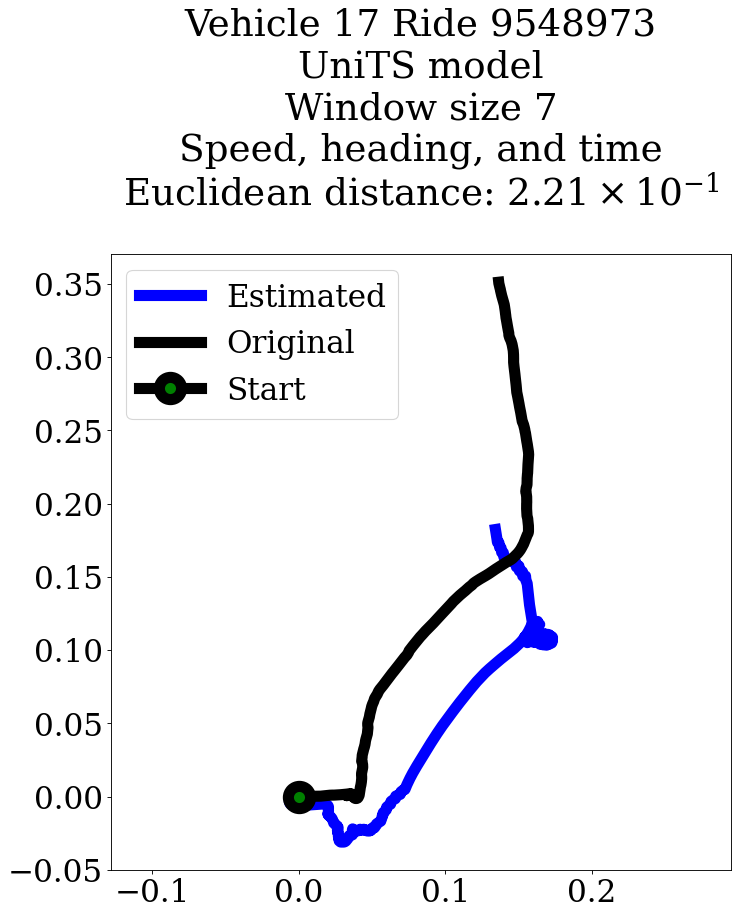 Vehicle 17 Ride 9548973
UniTS model
Window size 7
Speed, heading, and time
Euclidean distance: 2.21 × 10⁻¹
Estimated
Original
Start
0.35
0.30
0.25
0.20
0.15
0.10
0.05
0.00
−0.05
−0.1 0.0 0.1 0.2